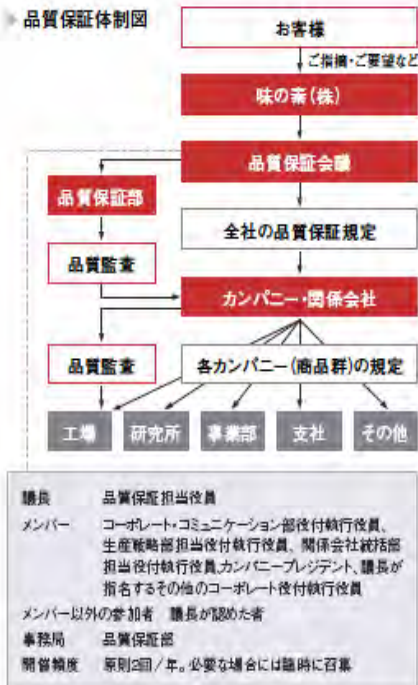 品質保証体制図
お客様
ご指摘・ご要望など
味の素(株)
品質保証会議
品質保証部
全社の品質保証規定
品質監査
カンパニー・関係会社
品質監査
各カンパニー(商品群)の規定
工場
研究所
事業部
支社
その他
議長 品質保証担当役員
メンバー コーポレート・コミュニケーション部役付執行役員、
生産戦略部担当役付執行役員、関係会社統括部
担当役付執行役員、カンパニープレジデント、議長が
指名するその他のコーポレート役付執行役員
メンバー以外の参加者 議長が認めた者
事務局 品質保証部
開催頻度 原則2回/年。必要な場合には臨時に召集